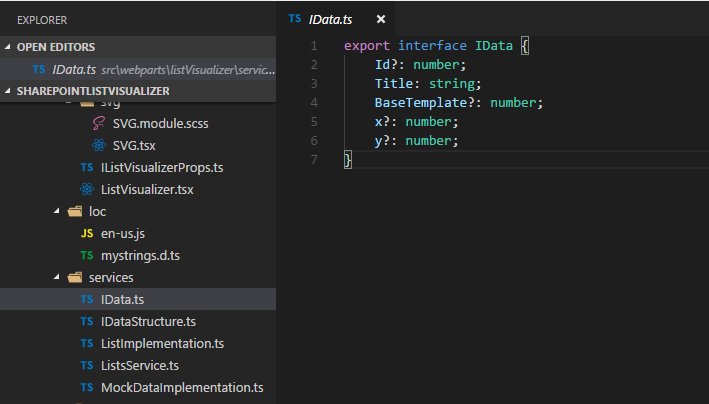 EXPLORER
OPEN EDITORS
TS IData.ts src\webparts\listVisualizer\servic...
SHAREPOINTLISTVISUALIZER
svg
SVG.module.scss
SVG.tsx
TS IListVisualizerProps.ts
ListVisualizer.tsx
loc
JS en-us.js
TS mystrings.d.ts
services
TS IData.ts
TS IDataStructure.ts
TS ListImplementation.ts
TS ListsService.ts
TS MockDataImplementation.ts
TS IData.ts ×
1 export interface IData {
2     Id?: number;
3     Title: string;
4     BaseTemplate?: number;
5     x?: number;
6     y?: number;
7 }